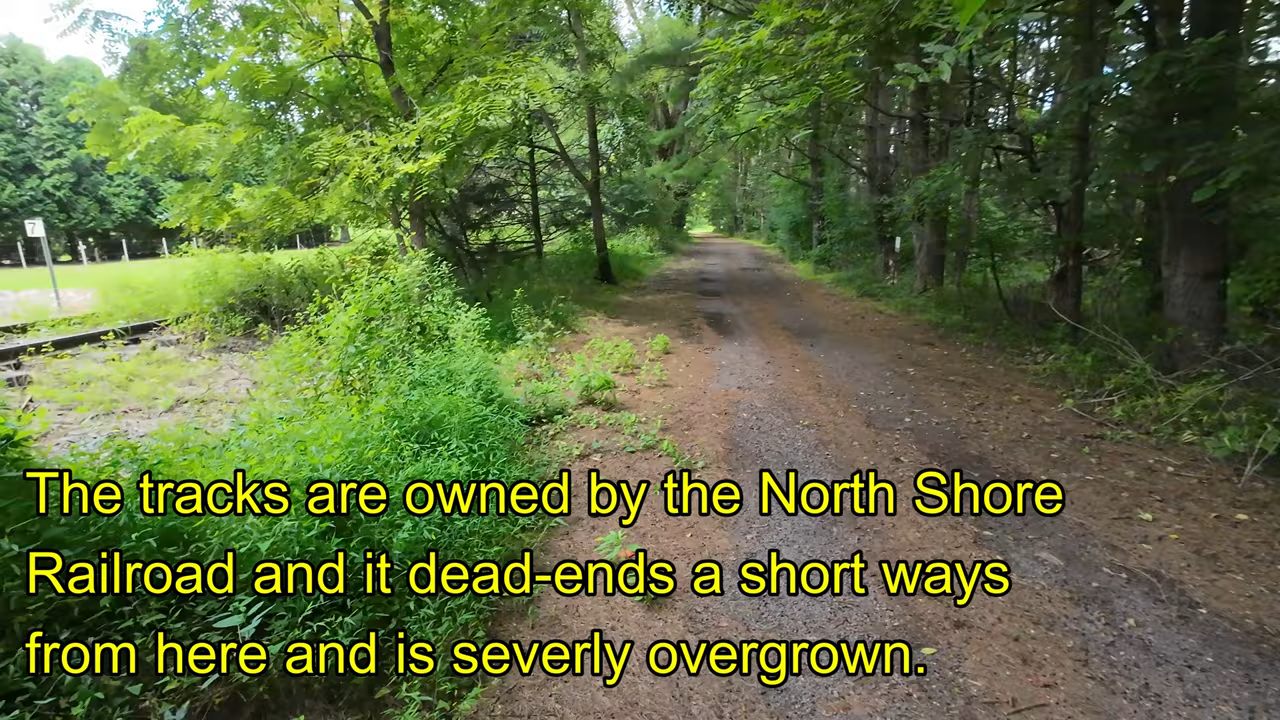 7
The tracks are owned by the North Shore
Railroad and it dead-ends a short ways
from here and is severly overgrown.